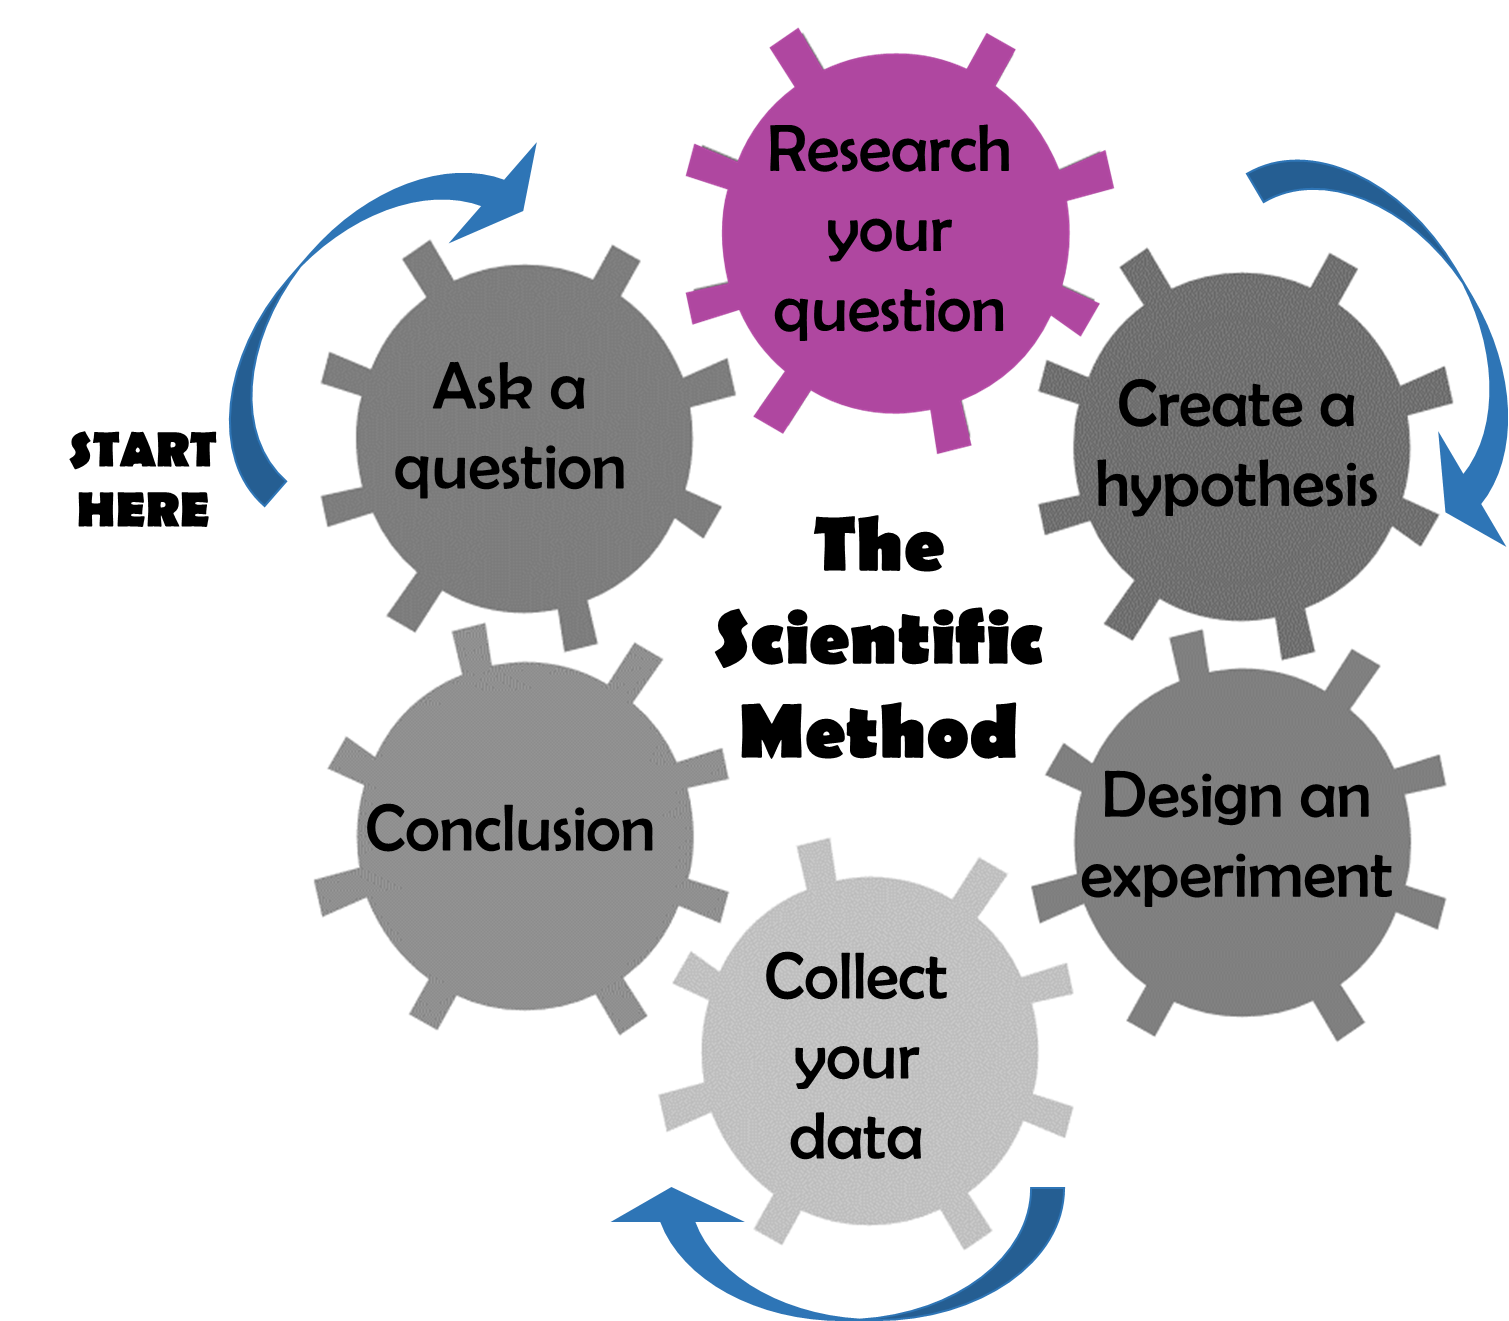 START
HERE
Ask a
question
Research
your
question
Create a
hypothesis
Design an
experiment
Collect
your
data
Conclusion
The
Scientific
Method